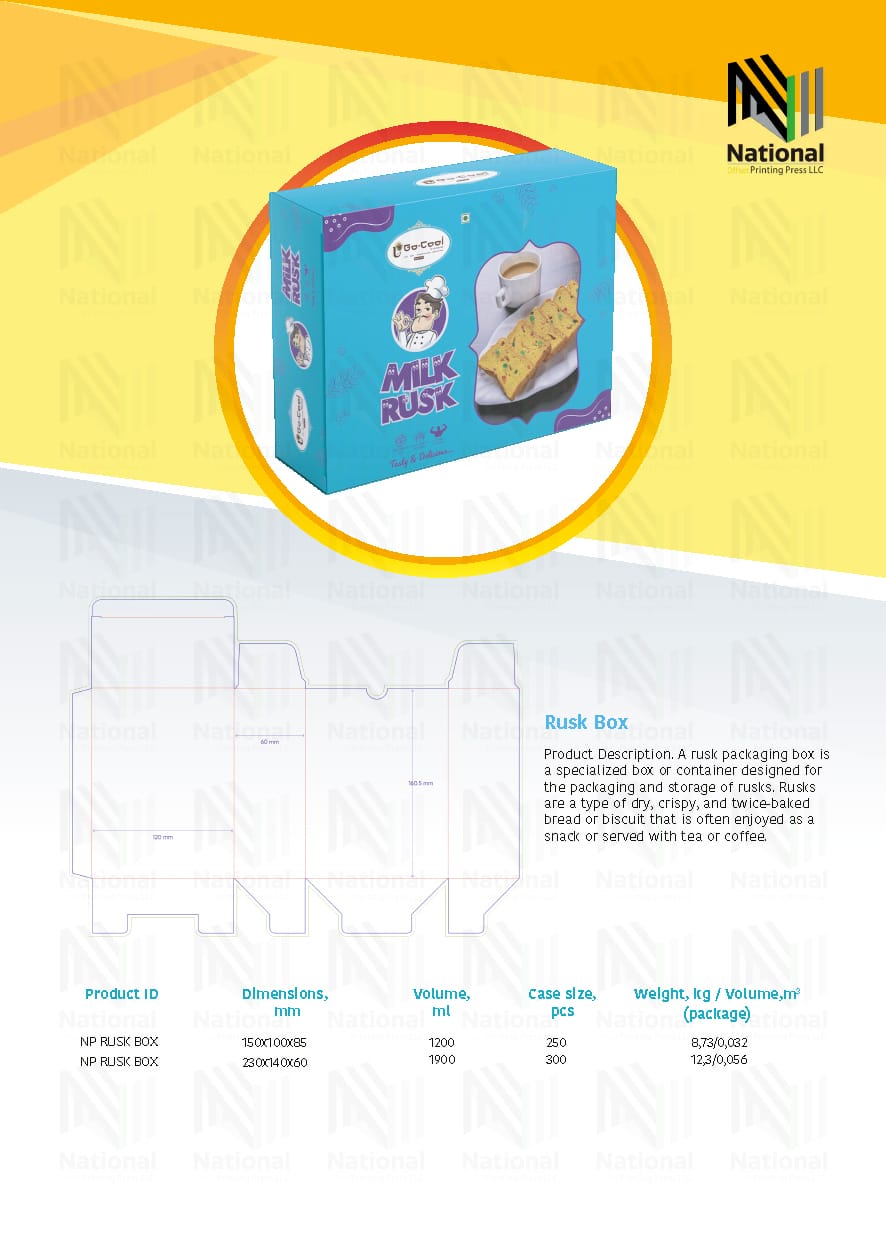 National
Offset Printing Press LLC
Go-Cool
Go-Cool
MILK
RUSK
MILK
RUSK
Go-Cool
Tasty & Delicious...
60 mm
160.5 mm
120 mm
Rusk Box
Product Description. A rusk packaging box is
a specialized box or container designed for
the packaging and storage of rusks. Rusks
are a type of dry, crispy, and twice-baked
bread or biscuit that is often enjoyed as a
snack or served with tea or coffee.
Product ID Dimensions, mm Volume, ml Case size, pcs Weight, kg / Volume,m³ (package)
NP RUSK BOX 150x100x85 1200 250 8,73/0,032
NP RUSK BOX 230x140x60 1900 300 12,3/0,056